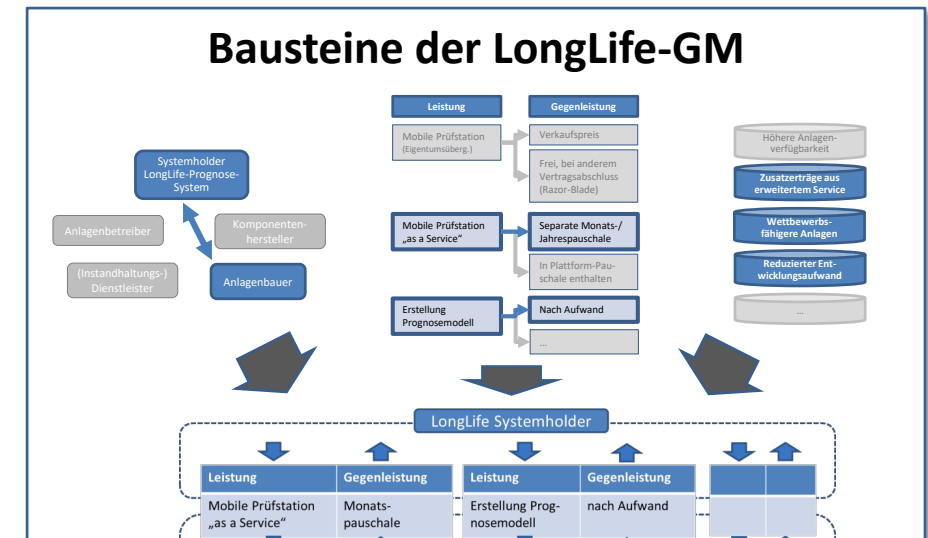 Bausteine der LongLife-GM
Systemholder
LongLife-Prognose-
System
Anlagenbetreiber
Komponenten-
hersteller
(Instandhaltungs-)
Dienstleister
Anlagenbauer
Leistung
Gegenleistung
Mobile Prüfstation
(Eigentumsüberg.)
Verkaufspreis
Frei, bei anderem
Vertragsabschluss
(Razor-Blade)
Mobile Prüfstation
„as a Service“
Separate Monats-/
Jahrespauschale
In Plattform-Pau-
schale enthalten
Erstellung
Prognosemodell
Nach Aufwand
...
Höhere Anlagen-
verfügbarkeit
Zusatzerträge aus
erweitertem Service
Wettbewerbs-
fähigere Anlagen
Reduzierter Ent-
wicklungsaufwand
...
LongLife Systemholder
Leistung
Gegenleistung
Mobile Prüfstation
„as a Service“
Monats-
pauschale
Leistung
Gegenleistung
Erstellung Prog-
nosemodell
nach Aufwand